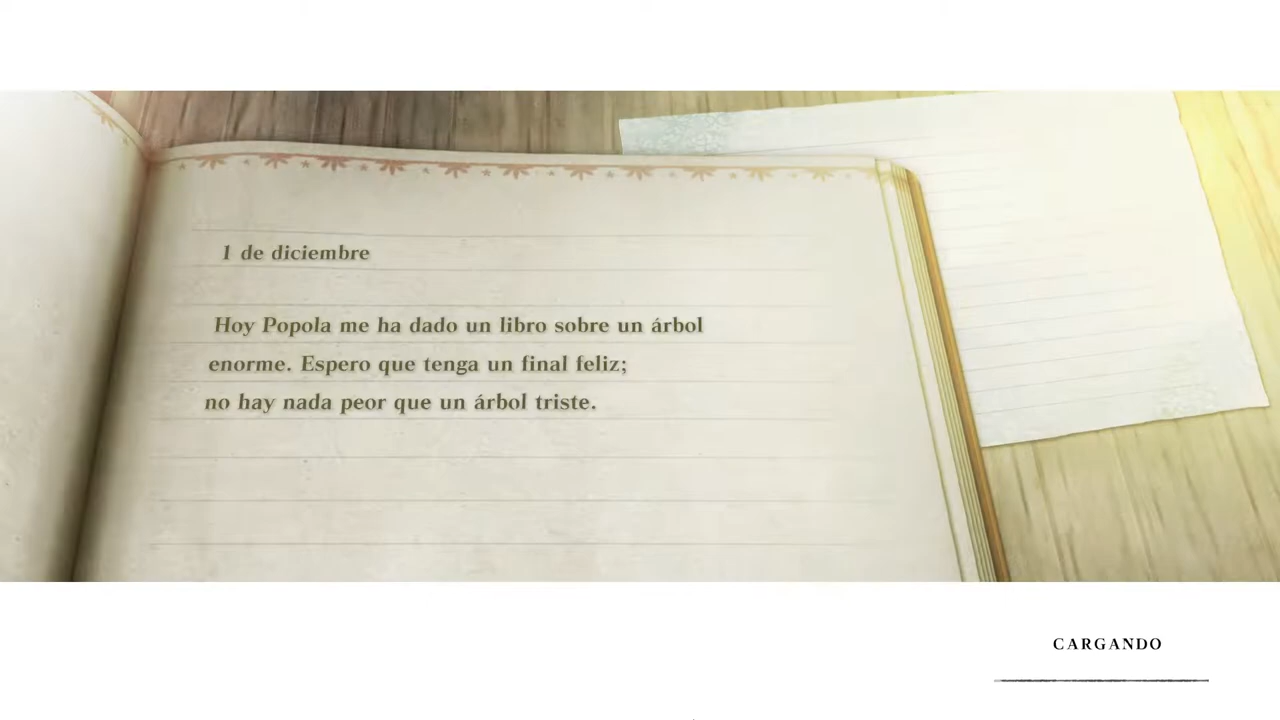 1 de diciembre
Hoy Popola me ha dado un libro sobre un árbol
enorme. Espero que tenga un final feliz;
no hay nada peor que un árbol triste.
CARGANDO